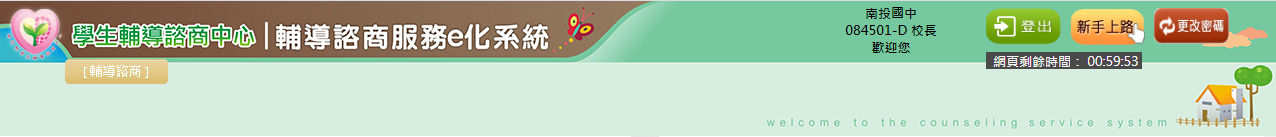 學生輔導諮商中心 | 輔導諮商服務e化系統
南投國中
084501-D 校長
歡迎您
登出
新手上路
更改密碼
網頁剩餘時間： 00:59:53
[ 輔導諮商 ]
welcome to the counseling service system